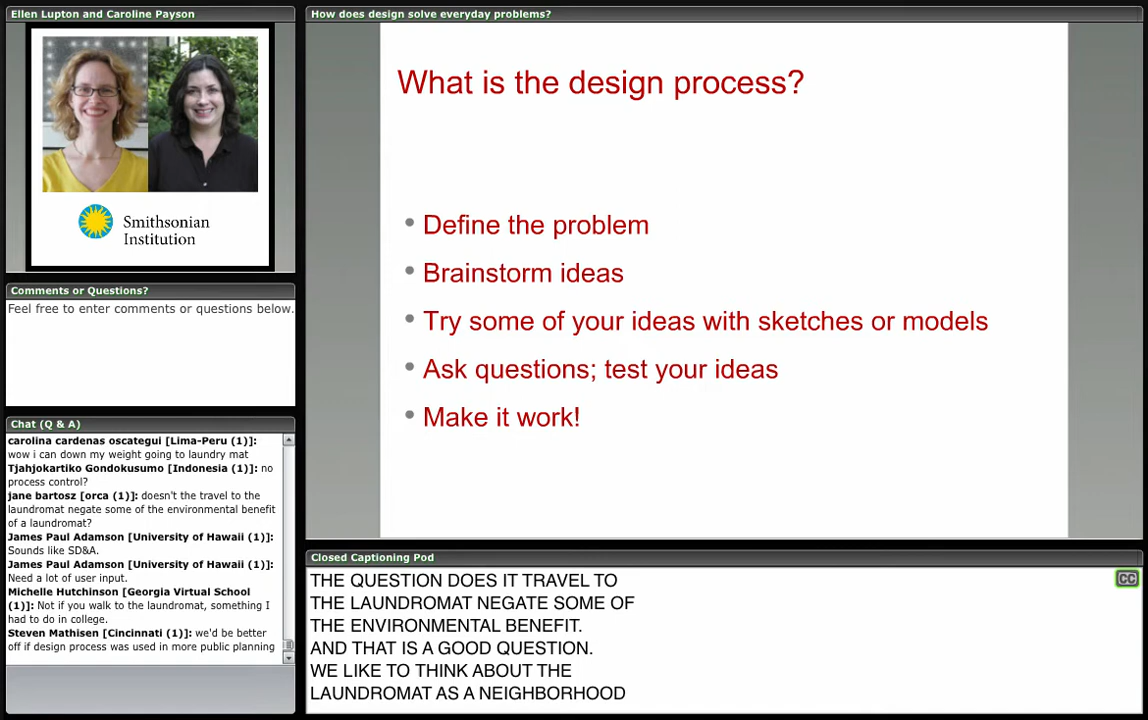 Ellen Lupton and Caroline Payson
Smithsonian
Institution
Comments or Questions?
Feel free to enter comments or questions below.
Chat (Q & A)
carolina cardenas oscategui [Lima-Peru (1)]:
wow i can down my weight going to laundry mat
Tjahjokartiko Gondokusumo [Indonesia (1)]: no
process control?
jane bartosz [orca (1)]: doesn't the travel to the
laundromat negate some of the environmental benefit
of a laundromat?
James Paul Adamson [University of Hawaii (1)]:
Sounds like SD&A.
James Paul Adamson [University of Hawaii (1)]:
Need a lot of user input.
Michelle Hutchinson [Georgia Virtual School
(1)]: Not if you walk to the laundromat, something I
had to do in college.
Steven Mathisen [Cincinnati (1)]: we'd be better
off if design process was used in more public planning
How does design solve everyday problems?
What is the design process?
• Define the problem
• Brainstorm ideas
• Try some of your ideas with sketches or models
• Ask questions; test your ideas
• Make it work!
Closed Captioning Pod
CC
THE QUESTION DOES IT TRAVEL TO
THE LAUNDROMAT NEGATE SOME OF
THE ENVIRONMENTAL BENEFIT.
AND THAT IS A GOOD QUESTION.
WE LIKE TO THINK ABOUT THE
LAUNDROMAT AS A NEIGHBORHOOD